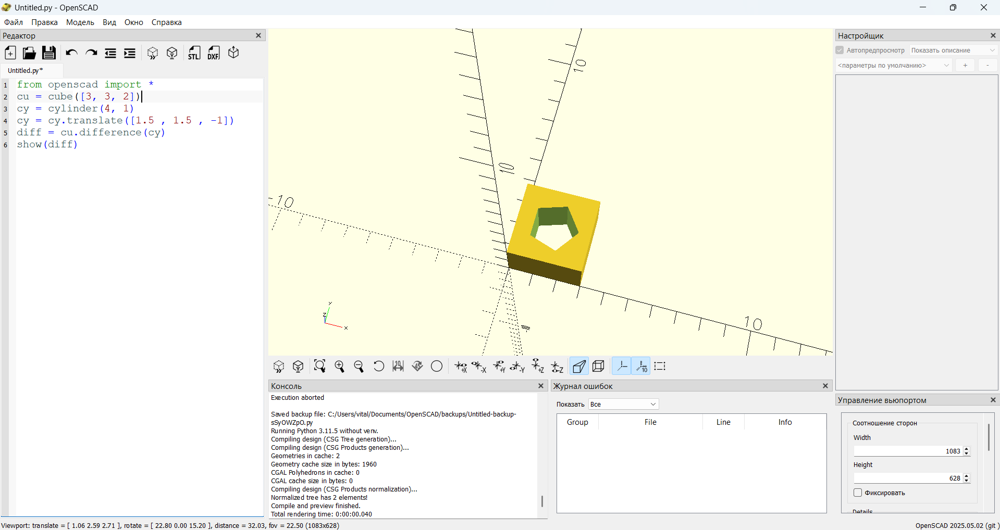 Untitled.py - OpenSCAD
Файл Правка Модель Вид Окно Справка
Редактор
STL DXF
Untitled.py*
1 from openscad import *
2 cu = cube([3, 3, 2])
3 cy = cylinder(4, 1)
4 cy = cy.translate([1.5 , 1.5 , -1])
5 diff = cu.difference(cy)
6 show(diff)
10
10
-10
10
Z
Y
X
10 45 +X -X +Y -Y +Z -Z 10
Консоль
Execution aborted
Saved backup file: C:/Users/vital/Documents/OpenSCAD/backups/Untitled-backup-
sSyOWZpO.py
Running Python 3.11.5 without venv.
Compiling design (CSG Tree generation)...
Compiling design (CSG Products generation)...
Geometries in cache: 2
Geometry cache size in bytes: 1960
CGAL Polyhedrons in cache: 0
CGAL cache size in bytes: 0
Compiling design (CSG Products normalization)...
Normalized tree has 2 elements!
Compile and preview finished.
Total rendering time: 0:00:00.040
Журнал ошибок
Показать Все
Group File Line Info
Настройщик
Автопредпросмотр Показать описание
<параметры по умолчанию> + -
Управление вьюпортом
Соотношение сторон
Width
1083
Height
628
Фиксировать
Details
Viewport: translate = [ 1.06 2.59 2.71 ], rotate = [ 22.80 0.00 15.20 ], distance = 32.03, fov = 22.50 (1083x628)
OpenSCAD 2025.05.02 (git )